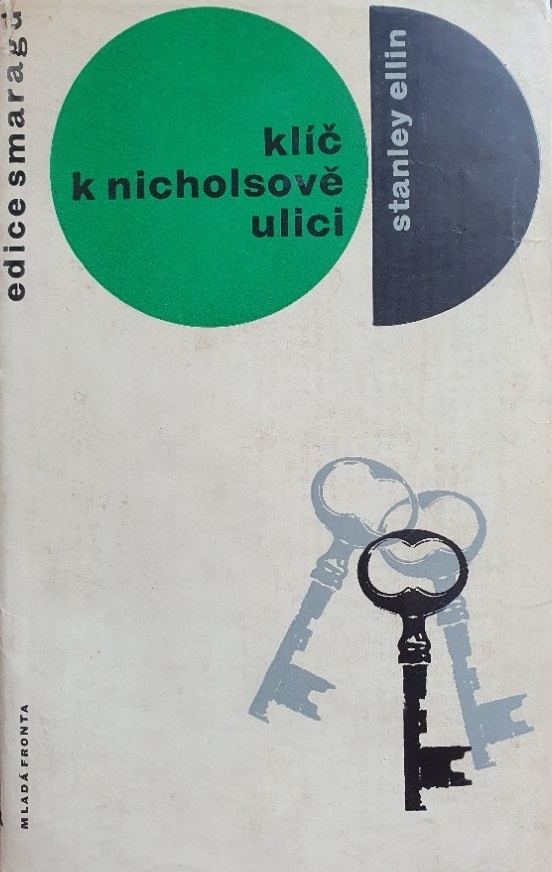 edice smaragd
klíč
k nicholsově
ulici
stanley ellin
MLADÁ FRONTA